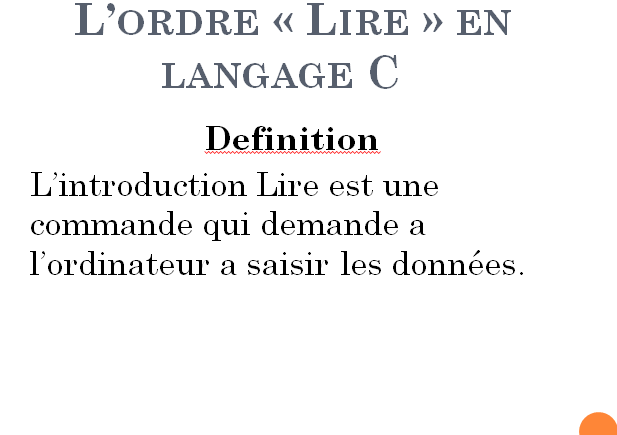 L'ORDRE « LIRE » EN
LANGAGE C
Definition
L'introduction Lire est une
commande qui demande a
l'ordinateur a saisir les données.